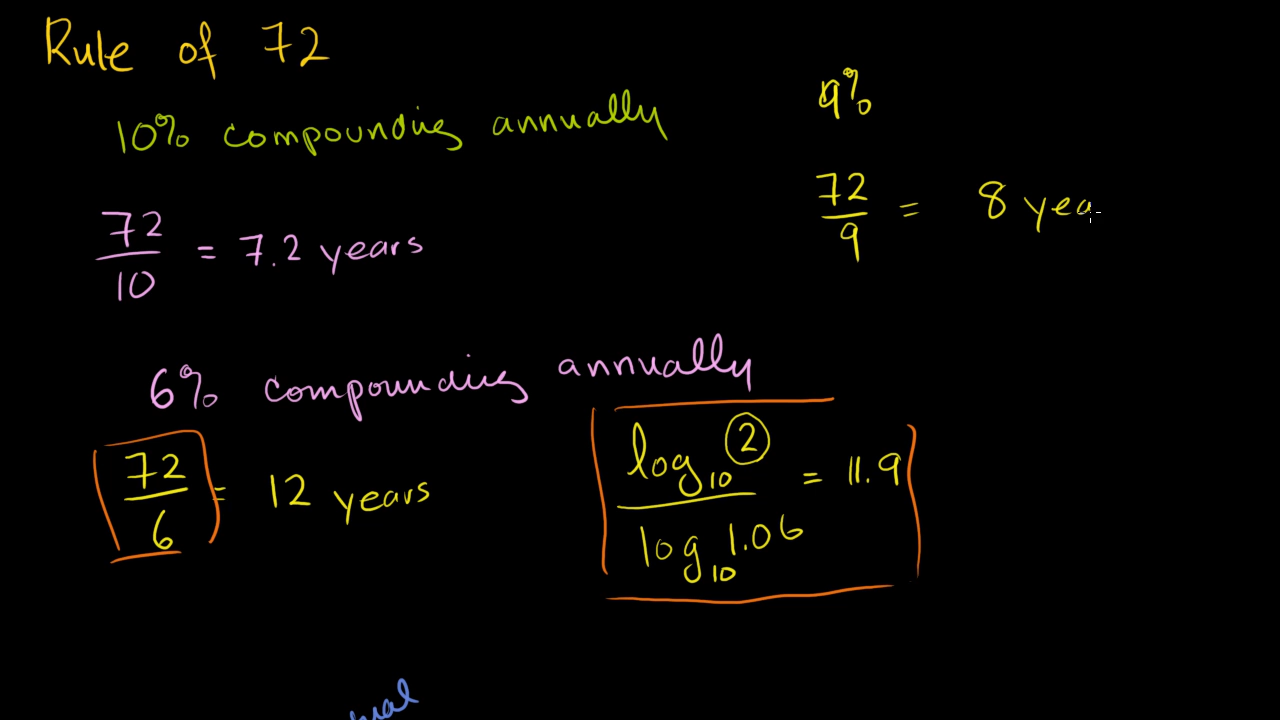 Rule of 72
10% compounding annually
9%
72/9 = 8 yea
72/10 = 7.2 years
6% compounding annually
72/6 = 12 years
log₁₀ 2 / log₁₀ 1.06 = 11.9